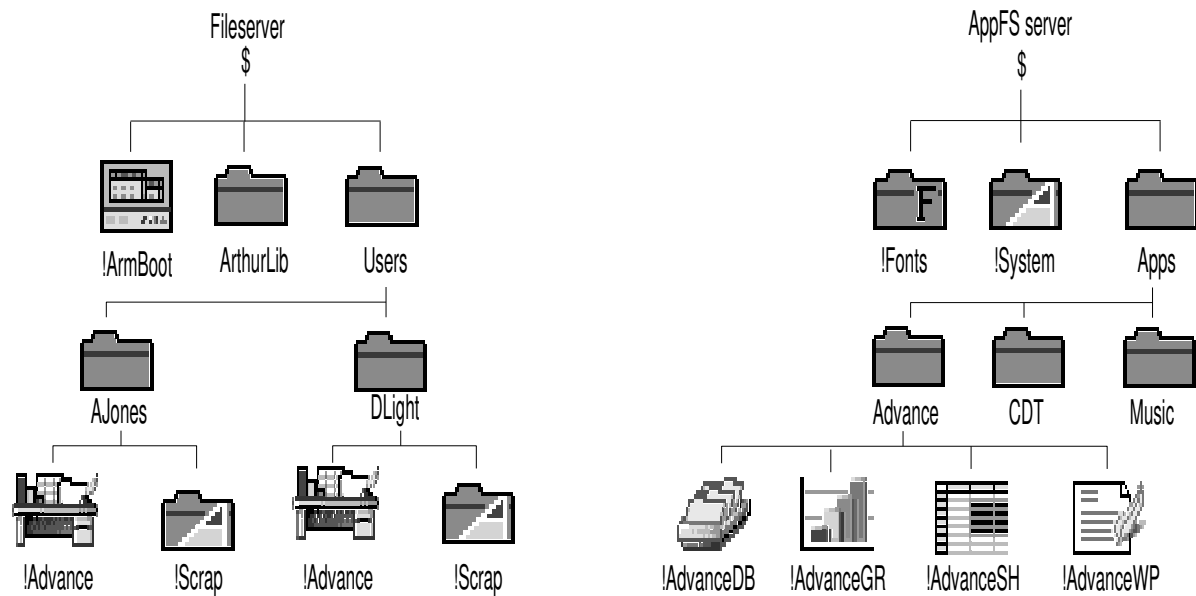 Fileserver
$
AppFS server
$
!ArmBoot
ArthurLib
Users
!Fonts
!System
Apps
AJones
DLight
Advance
CDT
Music
!Advance
!Scrap
!Advance
!Scrap
!AdvanceDB
!AdvanceGR
!AdvanceSH
!AdvanceWP